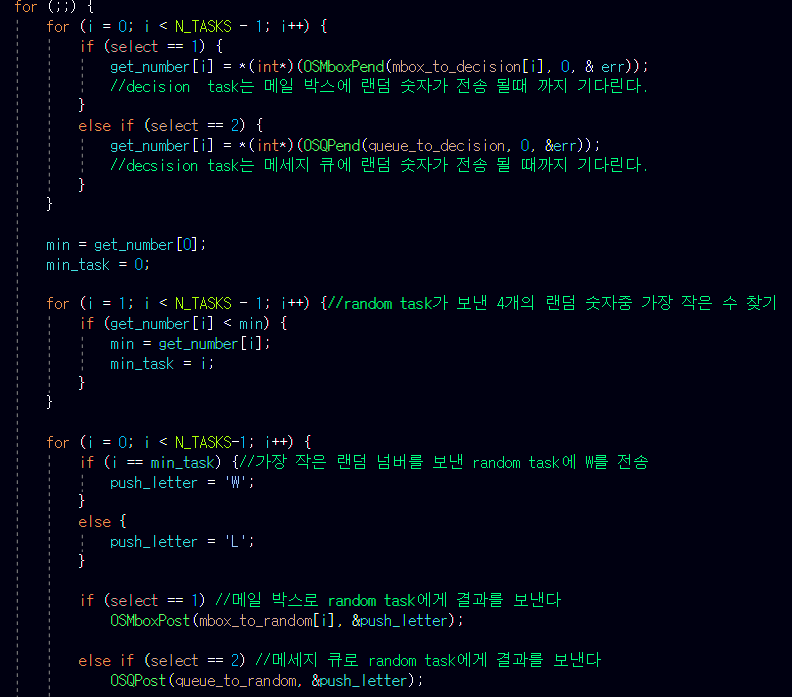 for (;;) {
for (i = 0; i < N_TASKS - 1; i++) {
if (select == 1) {
get_number[i] = *(int*)(OSMboxPend(mbox_to_decision[i], 0, & err));
//decision task는 메일 박스에 랜덤 숫자가 전송 될때 까지 기다린다.
}
else if (select == 2) {
get_number[i] = *(int*)(OSQPend(queue_to_decision, 0, &err));
//decsision task는 메세지 큐에 랜덤 숫자가 전송 될 때까지 기다린다.
}
}
min = get_number[0];
min_task = 0;
for (i = 1; i < N_TASKS - 1; i++) {//random task가 보낸 4개의 랜덤 숫자중 가장 작은 수 찾기
if (get_number[i] < min) {
min = get_number[i];
min_task = i;
}
}
for (i = 0; i < N_TASKS-1; i++) {
if (i == min_task) {//가장 작은 랜덤 넘버를 보낸 random task에 W를 전송
push_letter = 'W';
}
else {
push_letter = 'L';
}
if (select == 1) //메일 박스로 random task에게 결과를 보낸다
OSMboxPost(mbox_to_random[i], &push_letter);
else if (select == 2) //메세지 큐로 random task에게 결과를 보낸다
OSQPost(queue_to_random, &push_letter);